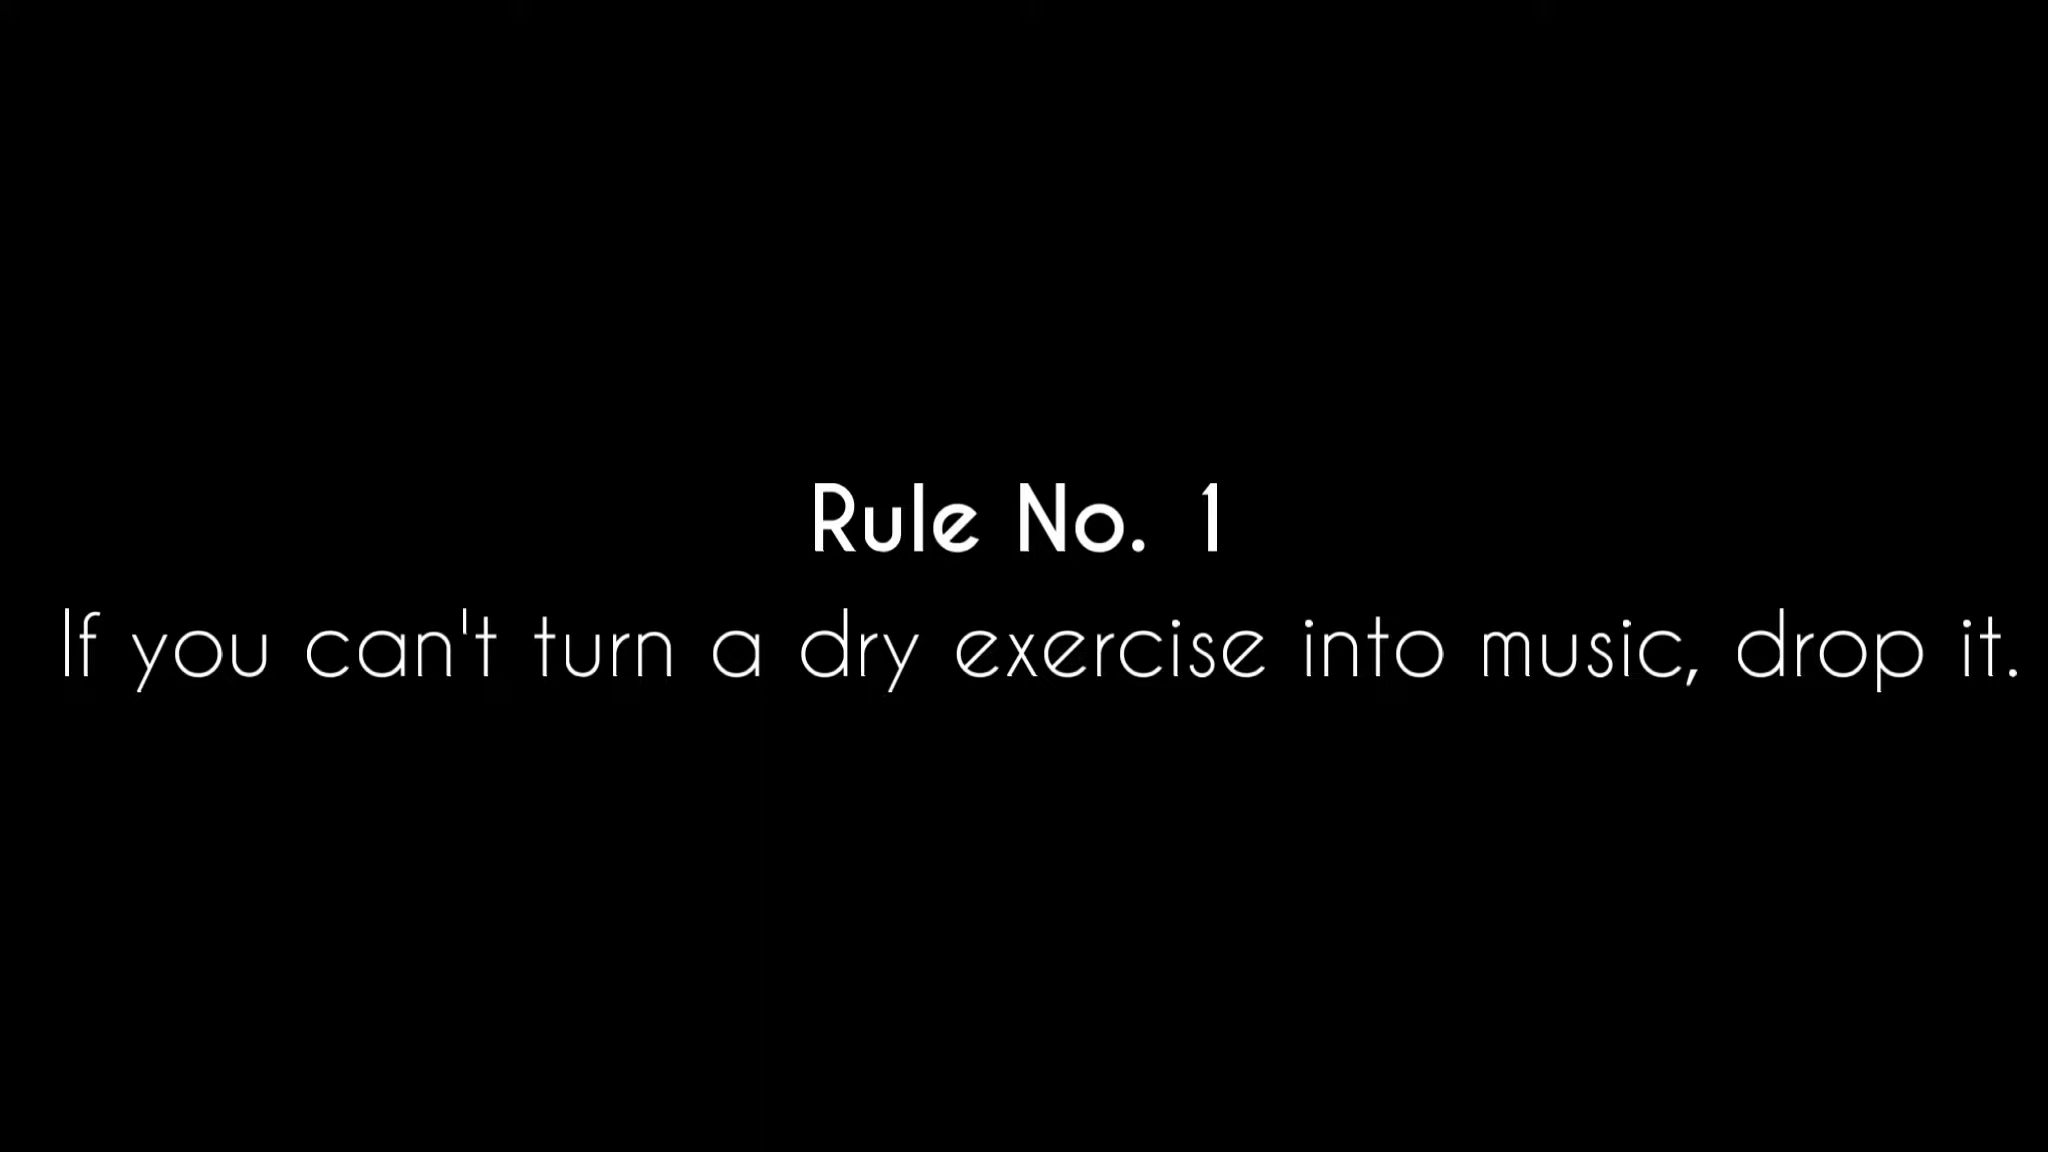 Rule No. 1
If you can't turn a dry exercise into music, drop it.